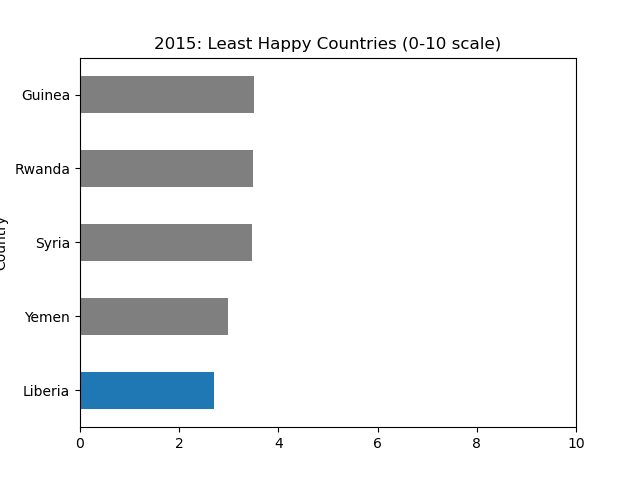 2015: Least Happy Countries (0-10 scale)
Country
Guinea
Rwanda
Syria
Yemen
Liberia
0 2 4 6 8 10